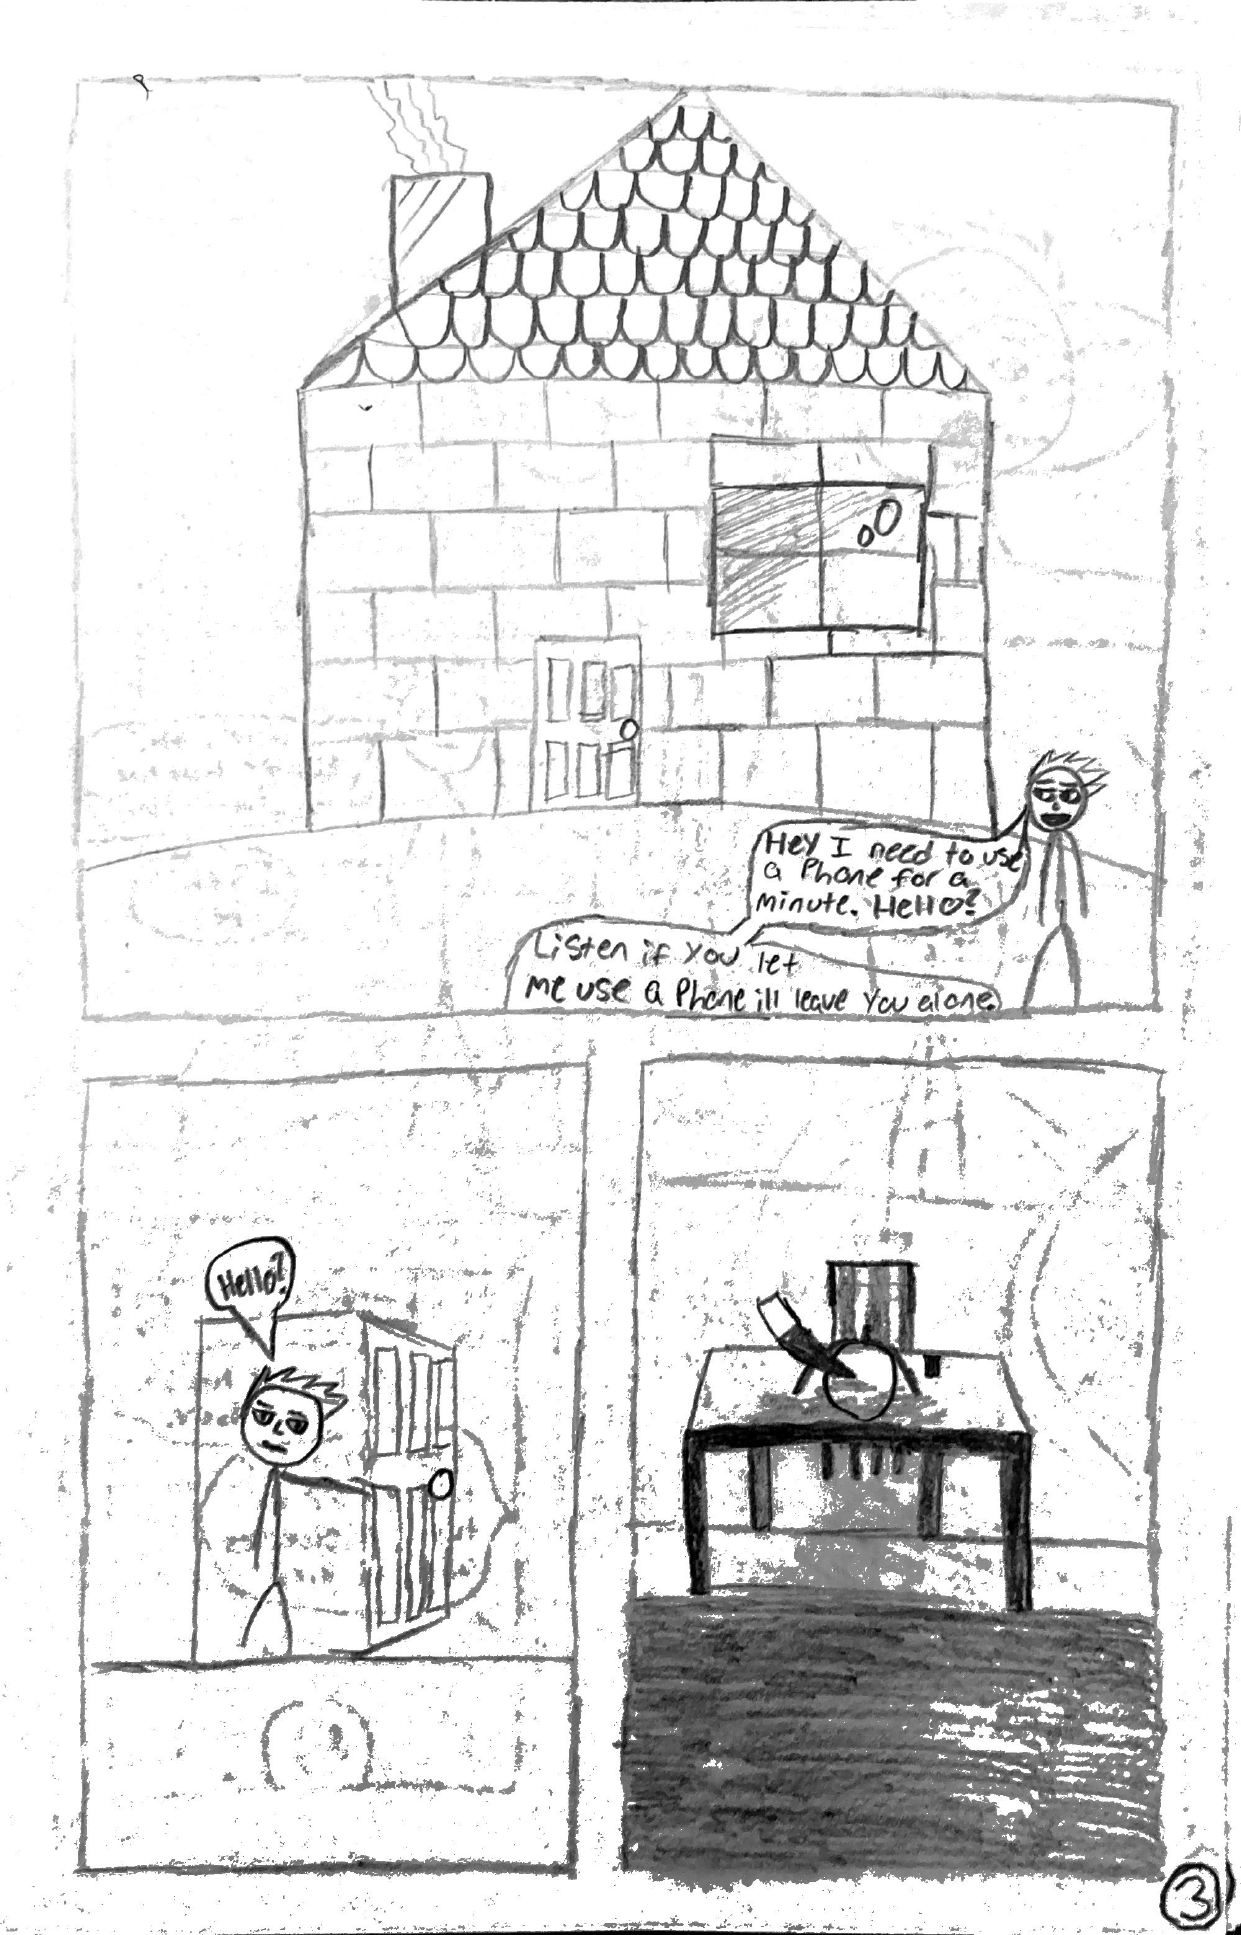 Hey I need to use
a Phone for a
minute. Hello?
Listen if you let
me use a Phone ill leave you alone.
Hello?
3